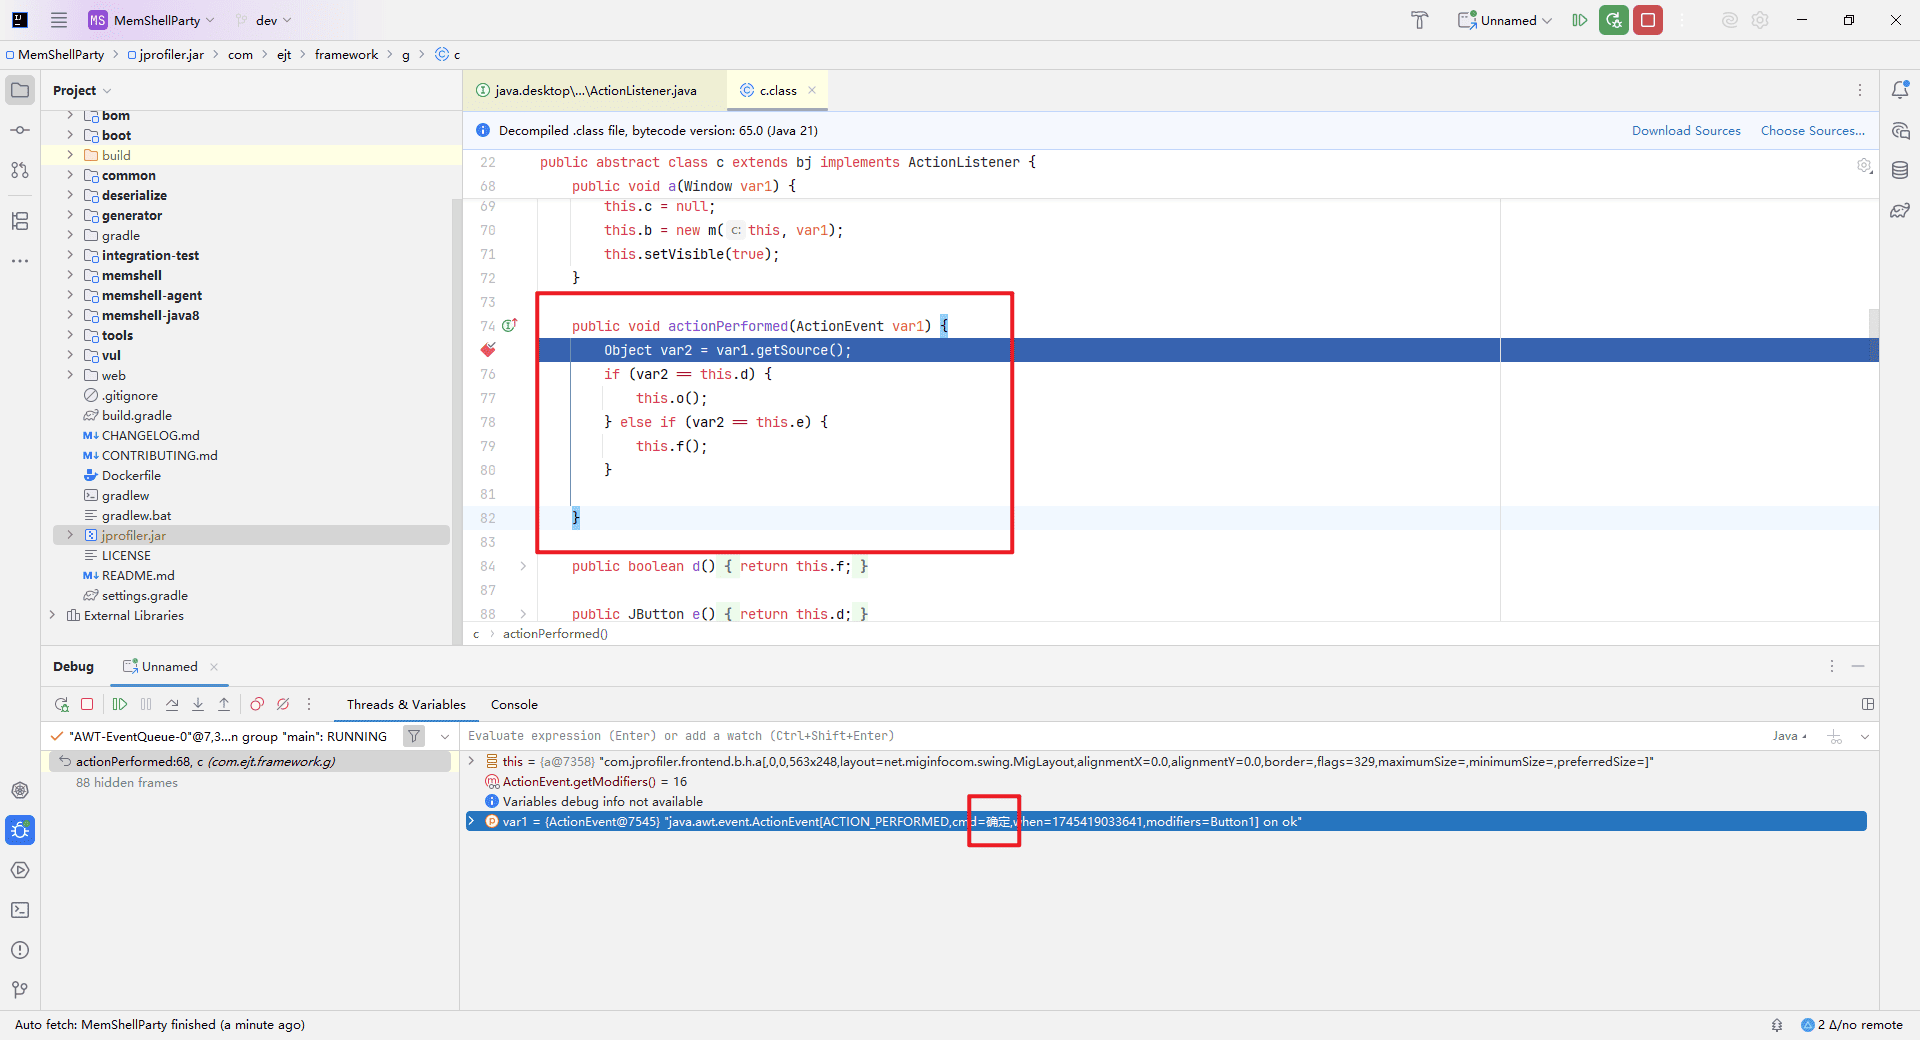 MS MemShellParty dev Unnamed
MemShellParty jprofiler.jar com ejt framework g c
Project
bom
boot
build
common
deserialize
generator
gradle
integration-test
memshell
memshell-agent
memshell-java8
tools
vul
web
.gitignore
build.gradle
CHANGELOG.md
CONTRIBUTING.md
Dockerfile
gradlew
gradlew.bat
jprofiler.jar
LICENSE
README.md
settings.gradle
External Libraries
java.desktop\...\ActionListener.java c.class
Decompiled .class file, bytecode version: 65.0 (Java 21) Download Sources Choose Sources...
22 public abstract class c extends bj implements ActionListener {
68 public void a(Window var1) {
69 this.c = null;
70 this.b = new m( c: this, var1);
71 this.setVisible(true);
72 }
73
74 public void actionPerformed(ActionEvent var1) {
Object var2 = var1.getSource();
76 if (var2 == this.d) {
77 this.o();
78 } else if (var2 == this.e) {
79 this.f();
80 }
81
82 }
83
84 public boolean d() { return this.f; }
87
88 public JButton e() { return this.d; }
c actionPerformed()
Debug Unnamed
Threads & Variables Console
"AWT-EventQueue-0"@7,3...n group "main": RUNNING
actionPerformed:68, c (com.ejt.framework.g)
88 hidden frames
Evaluate expression (Enter) or add a watch (Ctrl+Shift+Enter) Java
this = {a@7358} "com.jprofiler.frontend.b.h.a[,0,0,563x248,layout=net.miginfocom.swing.MigLayout,alignmentX=0.0,alignmentY=0.0,border=,flags=329,maximumSize=,minimumSize=,preferredSize=]"
ActionEvent.getModifiers() = 16
Variables debug info not available
var1 = {ActionEvent@7545} "java.awt.event.ActionEvent[ACTION_PERFORMED,cmd=确定,when=1745419033641,modifiers=Button1] on ok"
Auto fetch: MemShellParty finished (a minute ago) 2 Δ/no remote